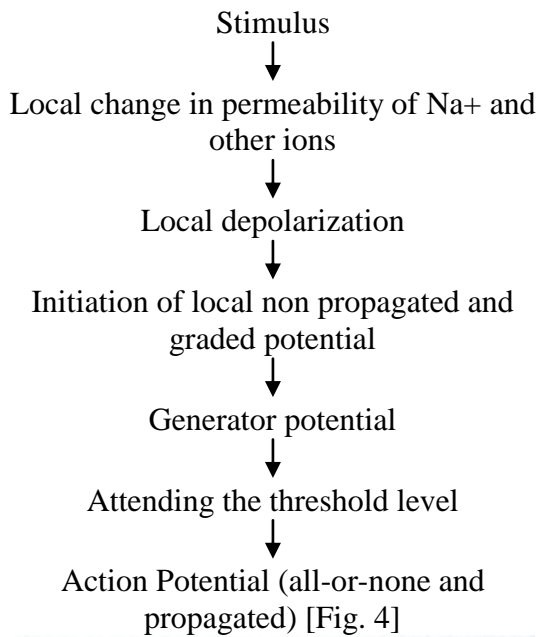 Stimulus
Local change in permeability of Na+ and
other ions
Local depolarization
Initiation of local non propagated and
graded potential
Generator potential
Attending the threshold level
Action Potential (all-or-none and
propagated) [Fig. 4]